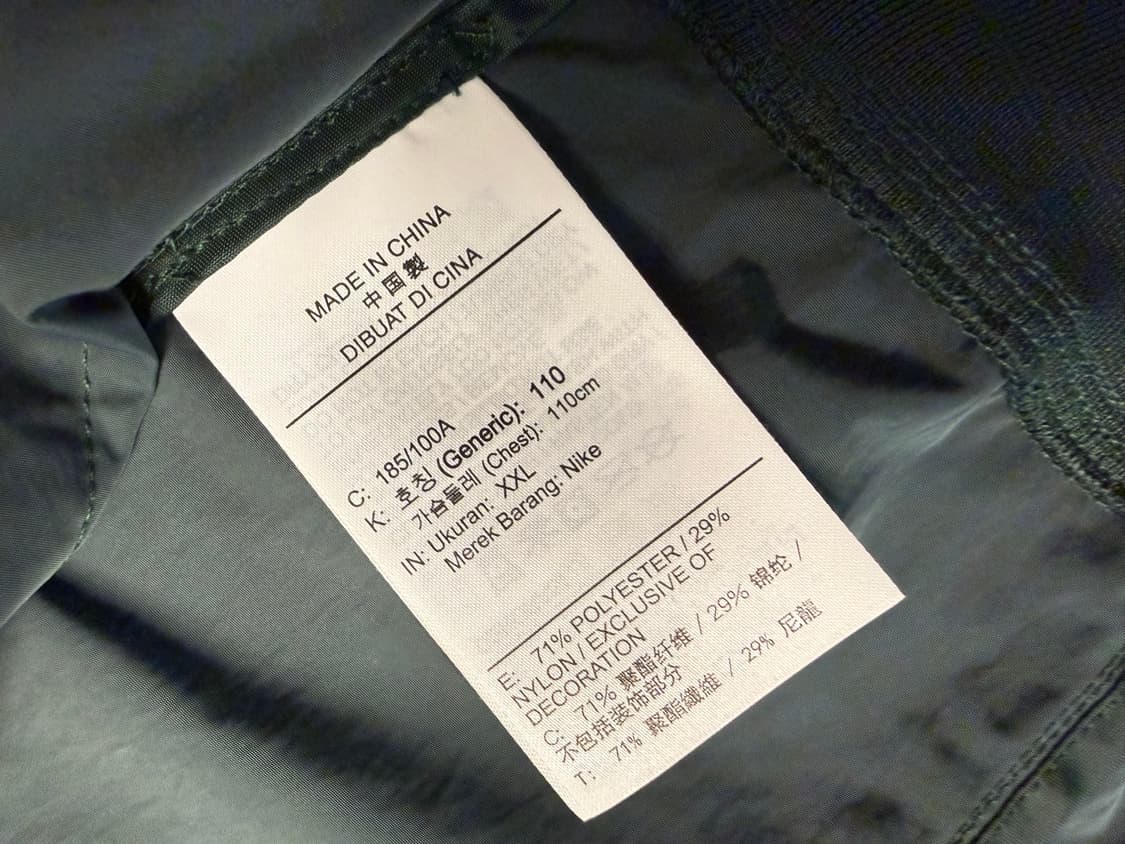 MADE IN CHINA
中国製
DIBUAT DI CINA
C: 185/100A
K: 호칭 (Generic): 110
가슴둘레 (Chest): 110cm
IN: Ukuran: XXL
Merek Barang: Nike
E: 71% POLYESTER / 29%
NYLON / EXCLUSIVE OF
DECORATION
C: 71% 聚酯纤维 / 29% 锦纶 /
不包括装饰部分
T: 71% 聚酯纖維 / 29% 尼龍